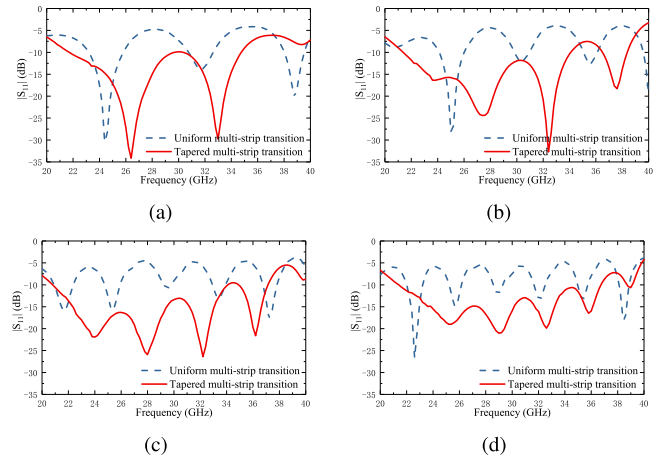 0
-5
-10
-15
-20
-25
-30
-35
|S11| (dB)
Uniform multi-strip transition
Tapered multi-strip transition
20 22 24 26 28 30 32 34 36 38 40
Frequency (GHz)
(a)
0
-5
-10
-15
-20
-25
-30
-35
|S11| (dB)
Uniform multi-strip transition
Tapered multi-strip transition
20 22 24 26 28 30 32 34 36 38 40
Frequency (GHz)
(b)
0
-5
-10
-15
-20
-25
-30
-35
|S11| (dB)
Uniform multi-strip transition
Tapered multi-strip transition
20 22 24 26 28 30 32 34 36 38 40
Frequency (GHz)
(c)
0
-5
-10
-15
-20
-25
-30
-35
|S11| (dB)
Uniform multi-strip transition
Tapered multi-strip transition
20 22 24 26 28 30 32 34 36 38 40
Frequency (GHz)
(d)